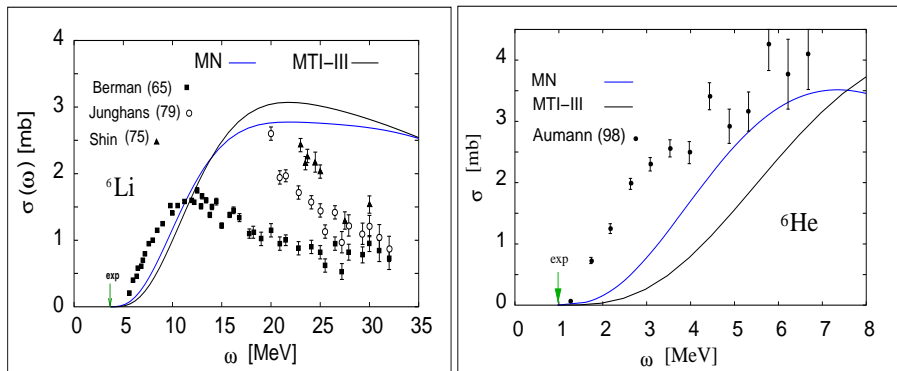 4
3
2
1
0
σ(ω) [mb]
MN
MTI-III
Berman (65)
Junghans (79)
Shin (75)
⁶Li
exp
0 5 10 15 20 25 30 35
ω [MeV]
4
3
2
1
0
σ [mb]
MN
MTI-III
Aumann (98)
⁶He
exp
0 1 2 3 4 5 6 7 8
ω [MeV]